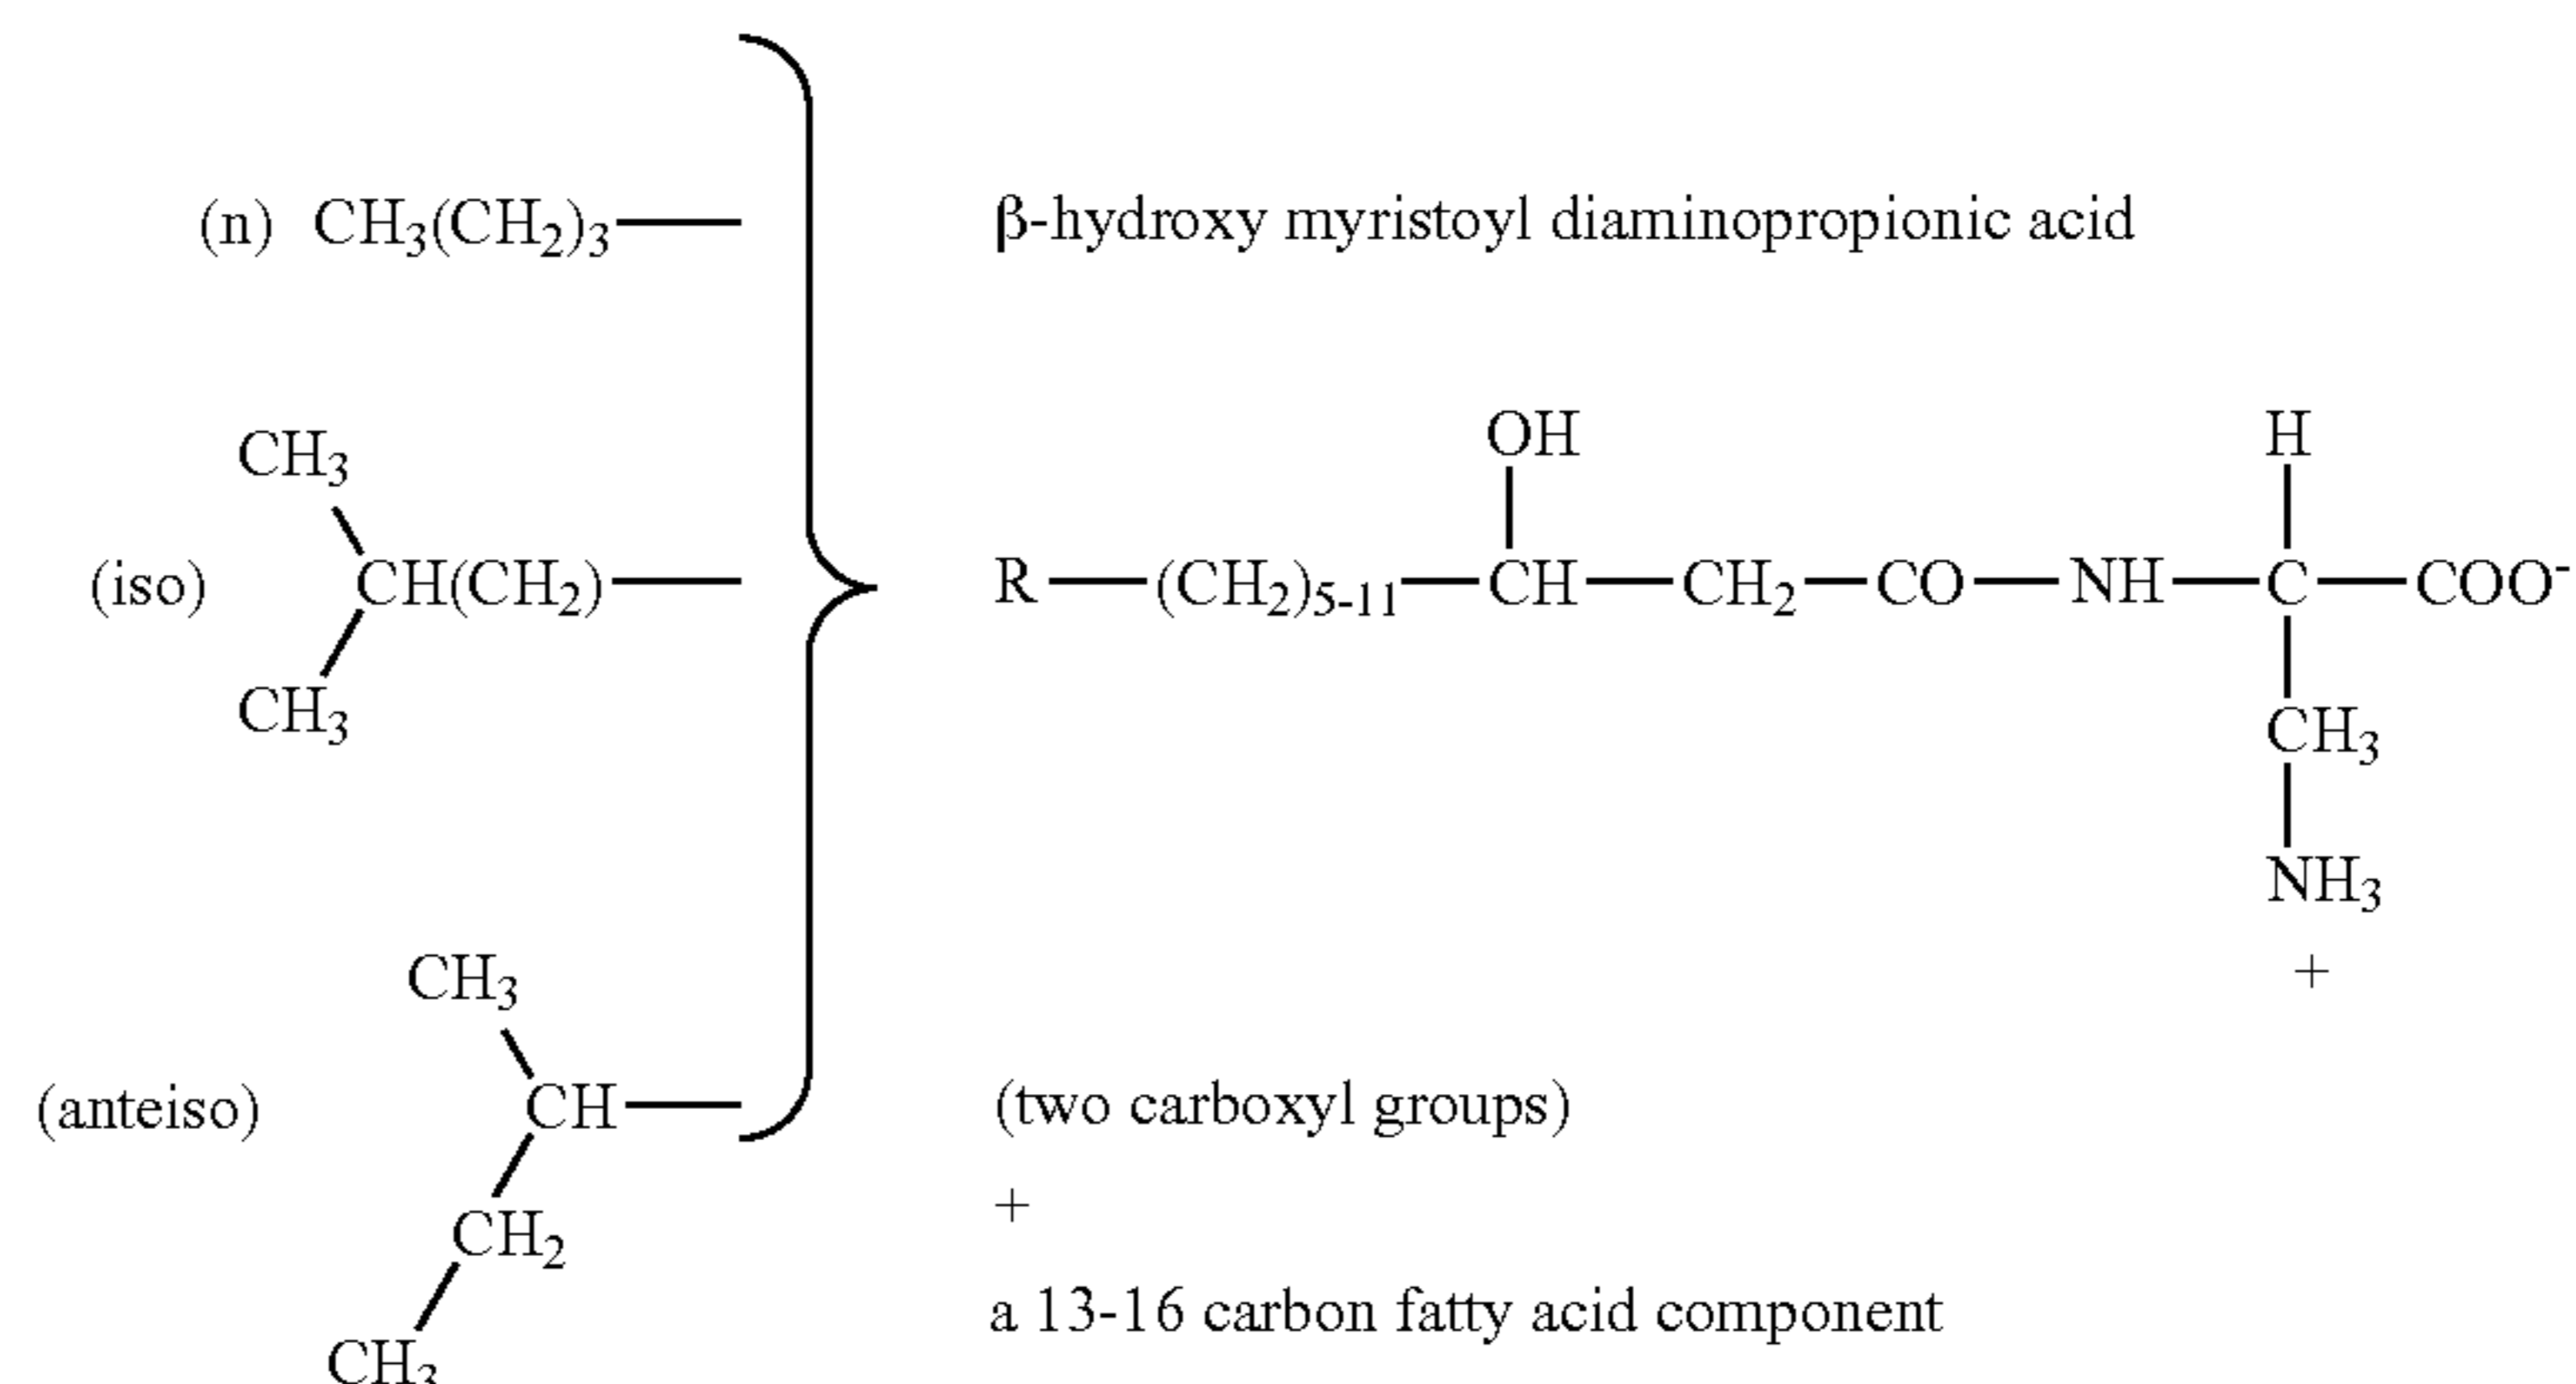 (n) CH₃(CH₂)₃—
β-hydroxy myristoyl diaminopropionic acid
CH₃
(iso) CH(CH₂)—
CH₃
OH
H
R—(CH₂)₅₋₁₁—CH—CH₂—CO—NH—C—COO⁻
CH₃
NH₃
+
CH₃
(anteiso) CH—
CH₂
CH₃
(two carboxyl groups)
+
a 13-16 carbon fatty acid component